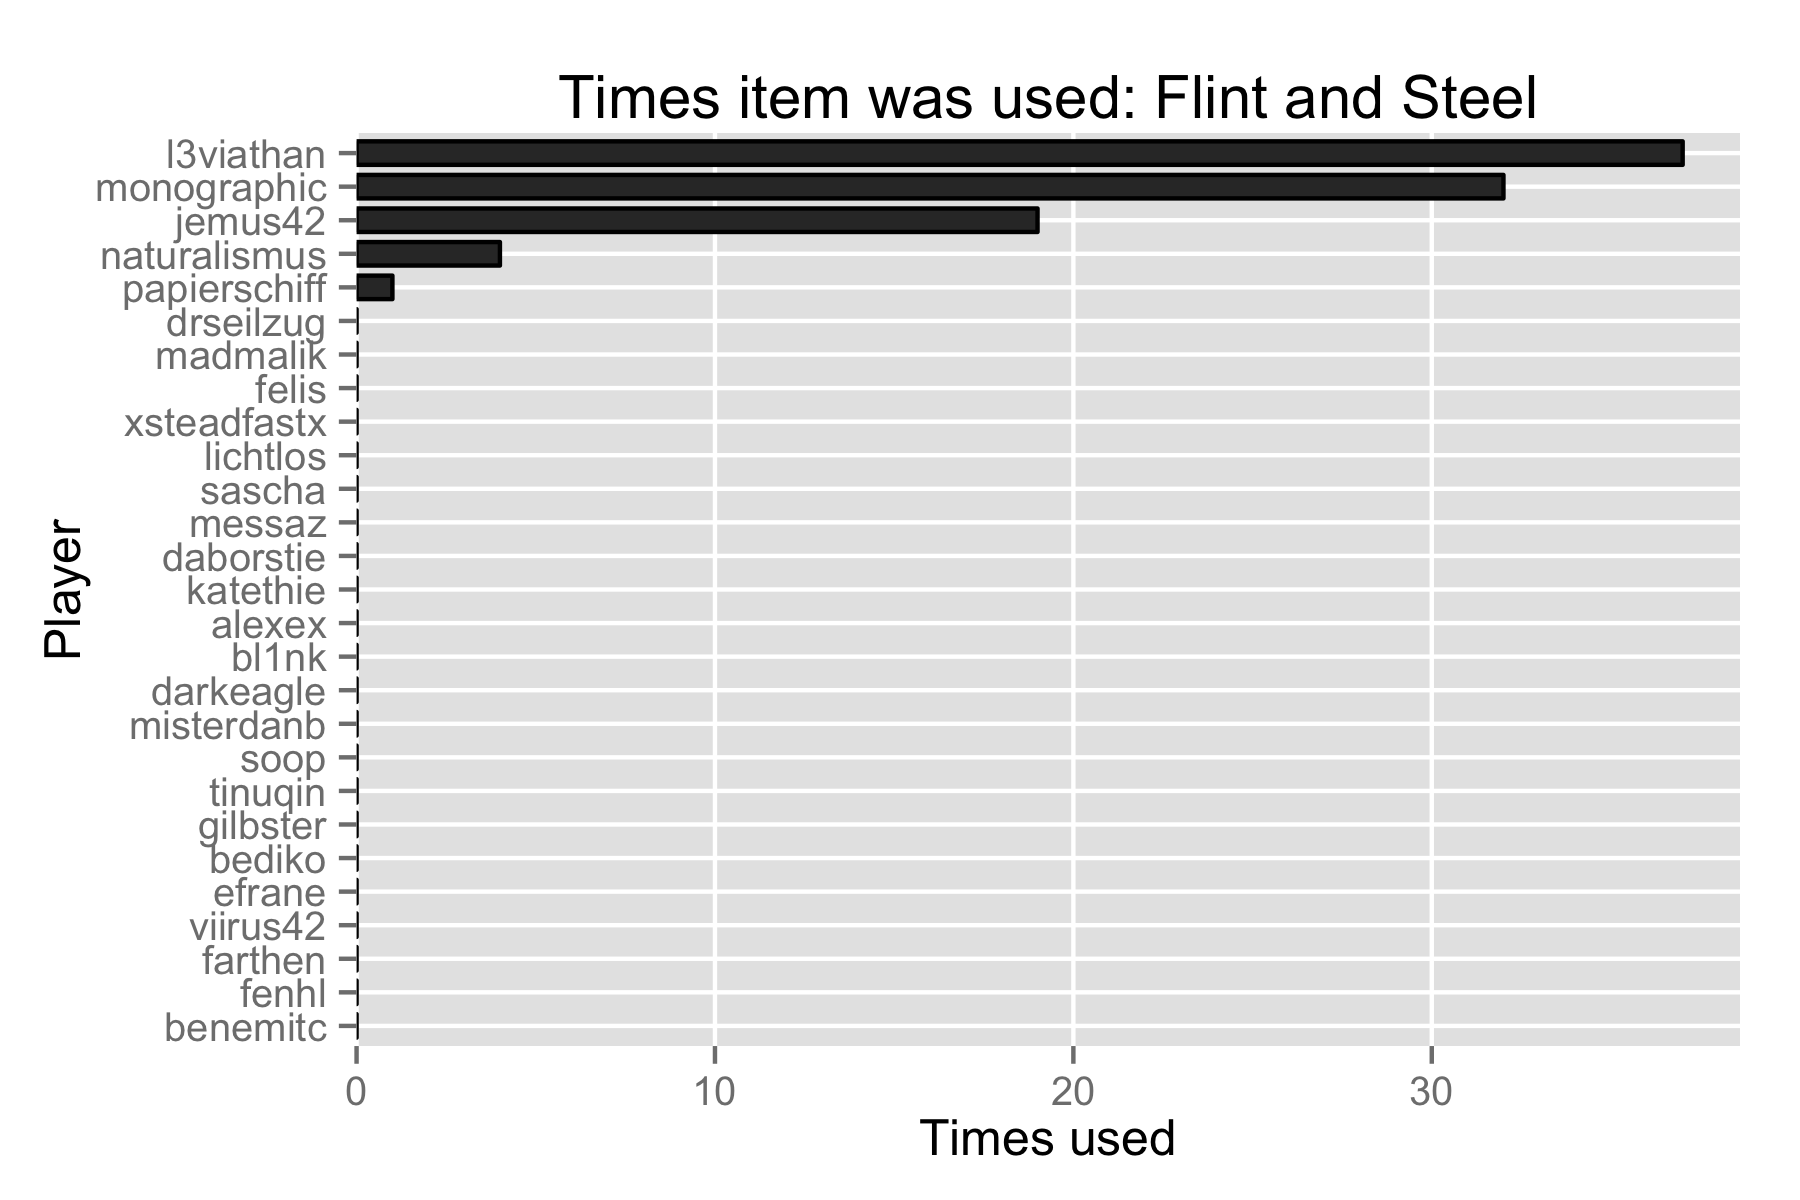 Times item was used: Flint and Steel
l3viathan
monographic
jemus42
naturalismus
papierschiff
drseilzug
madmalik
felis
xsteadfastx
lichtlos
sascha
messaz
daborstie
katethie
alexex
bl1nk
darkeagle
misterdanb
soop
tinuqin
gilbster
bediko
efrane
viirus42
farthen
fenhl
benemitc
Player
0 10 20 30
Times used